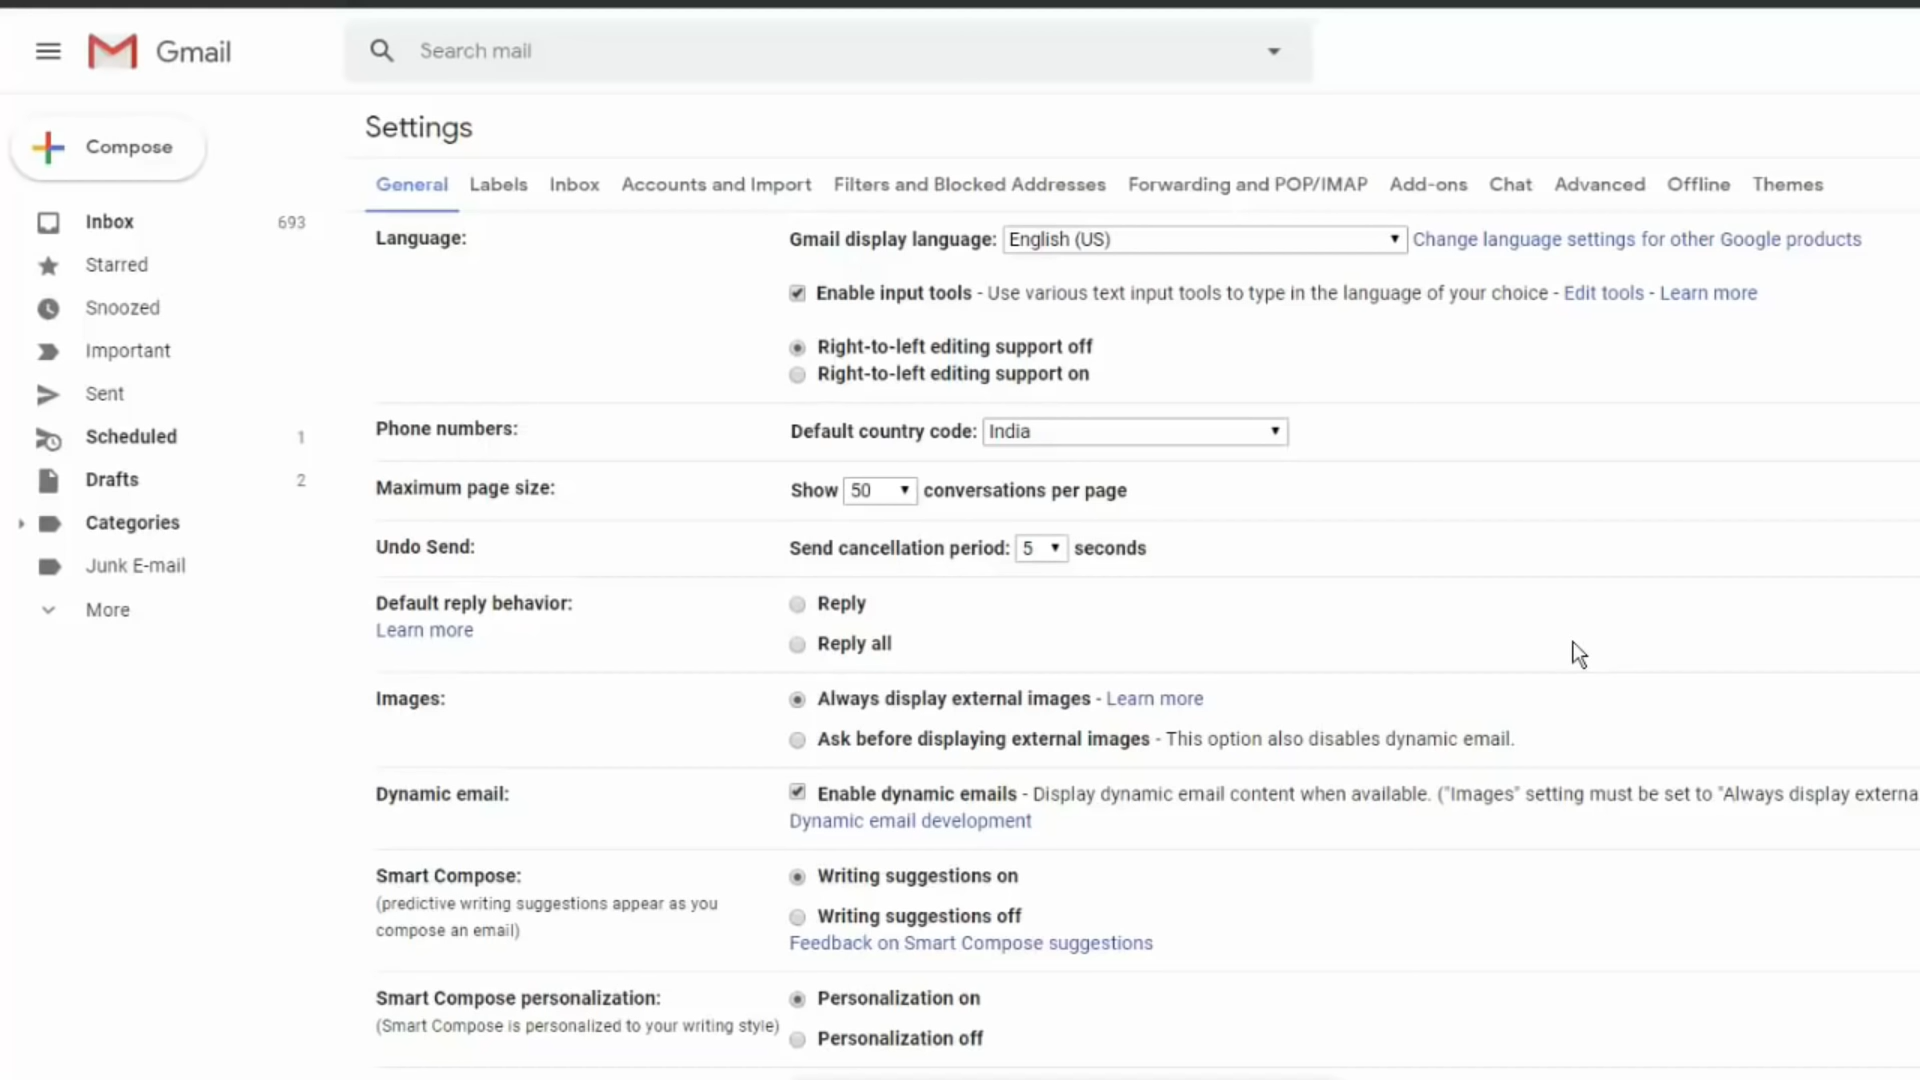 Gmail
Search mail
Compose
Inbox 693
Starred
Snoozed
Important
Sent
Scheduled 1
Drafts 2
Categories
Junk E-mail
More
Settings
General Labels Inbox Accounts and Import Filters and Blocked Addresses Forwarding and POP/IMAP Add-ons Chat Advanced Offline Themes
Language: Gmail display language: English (US) Change language settings for other Google products
Enable input tools - Use various text input tools to type in the language of your choice - Edit tools - Learn more
Right-to-left editing support off
Right-to-left editing support on
Phone numbers: Default country code: India
Maximum page size: Show 50 conversations per page
Undo Send: Send cancellation period: 5 seconds
Default reply behavior: Reply
Learn more
Reply all
Images: Always display external images - Learn more
Ask before displaying external images - This option also disables dynamic email.
Dynamic email: Enable dynamic emails - Display dynamic email content when available. ("Images" setting must be set to "Always display externa
Dynamic email development
Smart Compose: Writing suggestions on
(predictive writing suggestions appear as you
compose an email)
Writing suggestions off
Feedback on Smart Compose suggestions
Smart Compose personalization: Personalization on
(Smart Compose is personalized to your writing style)
Personalization off